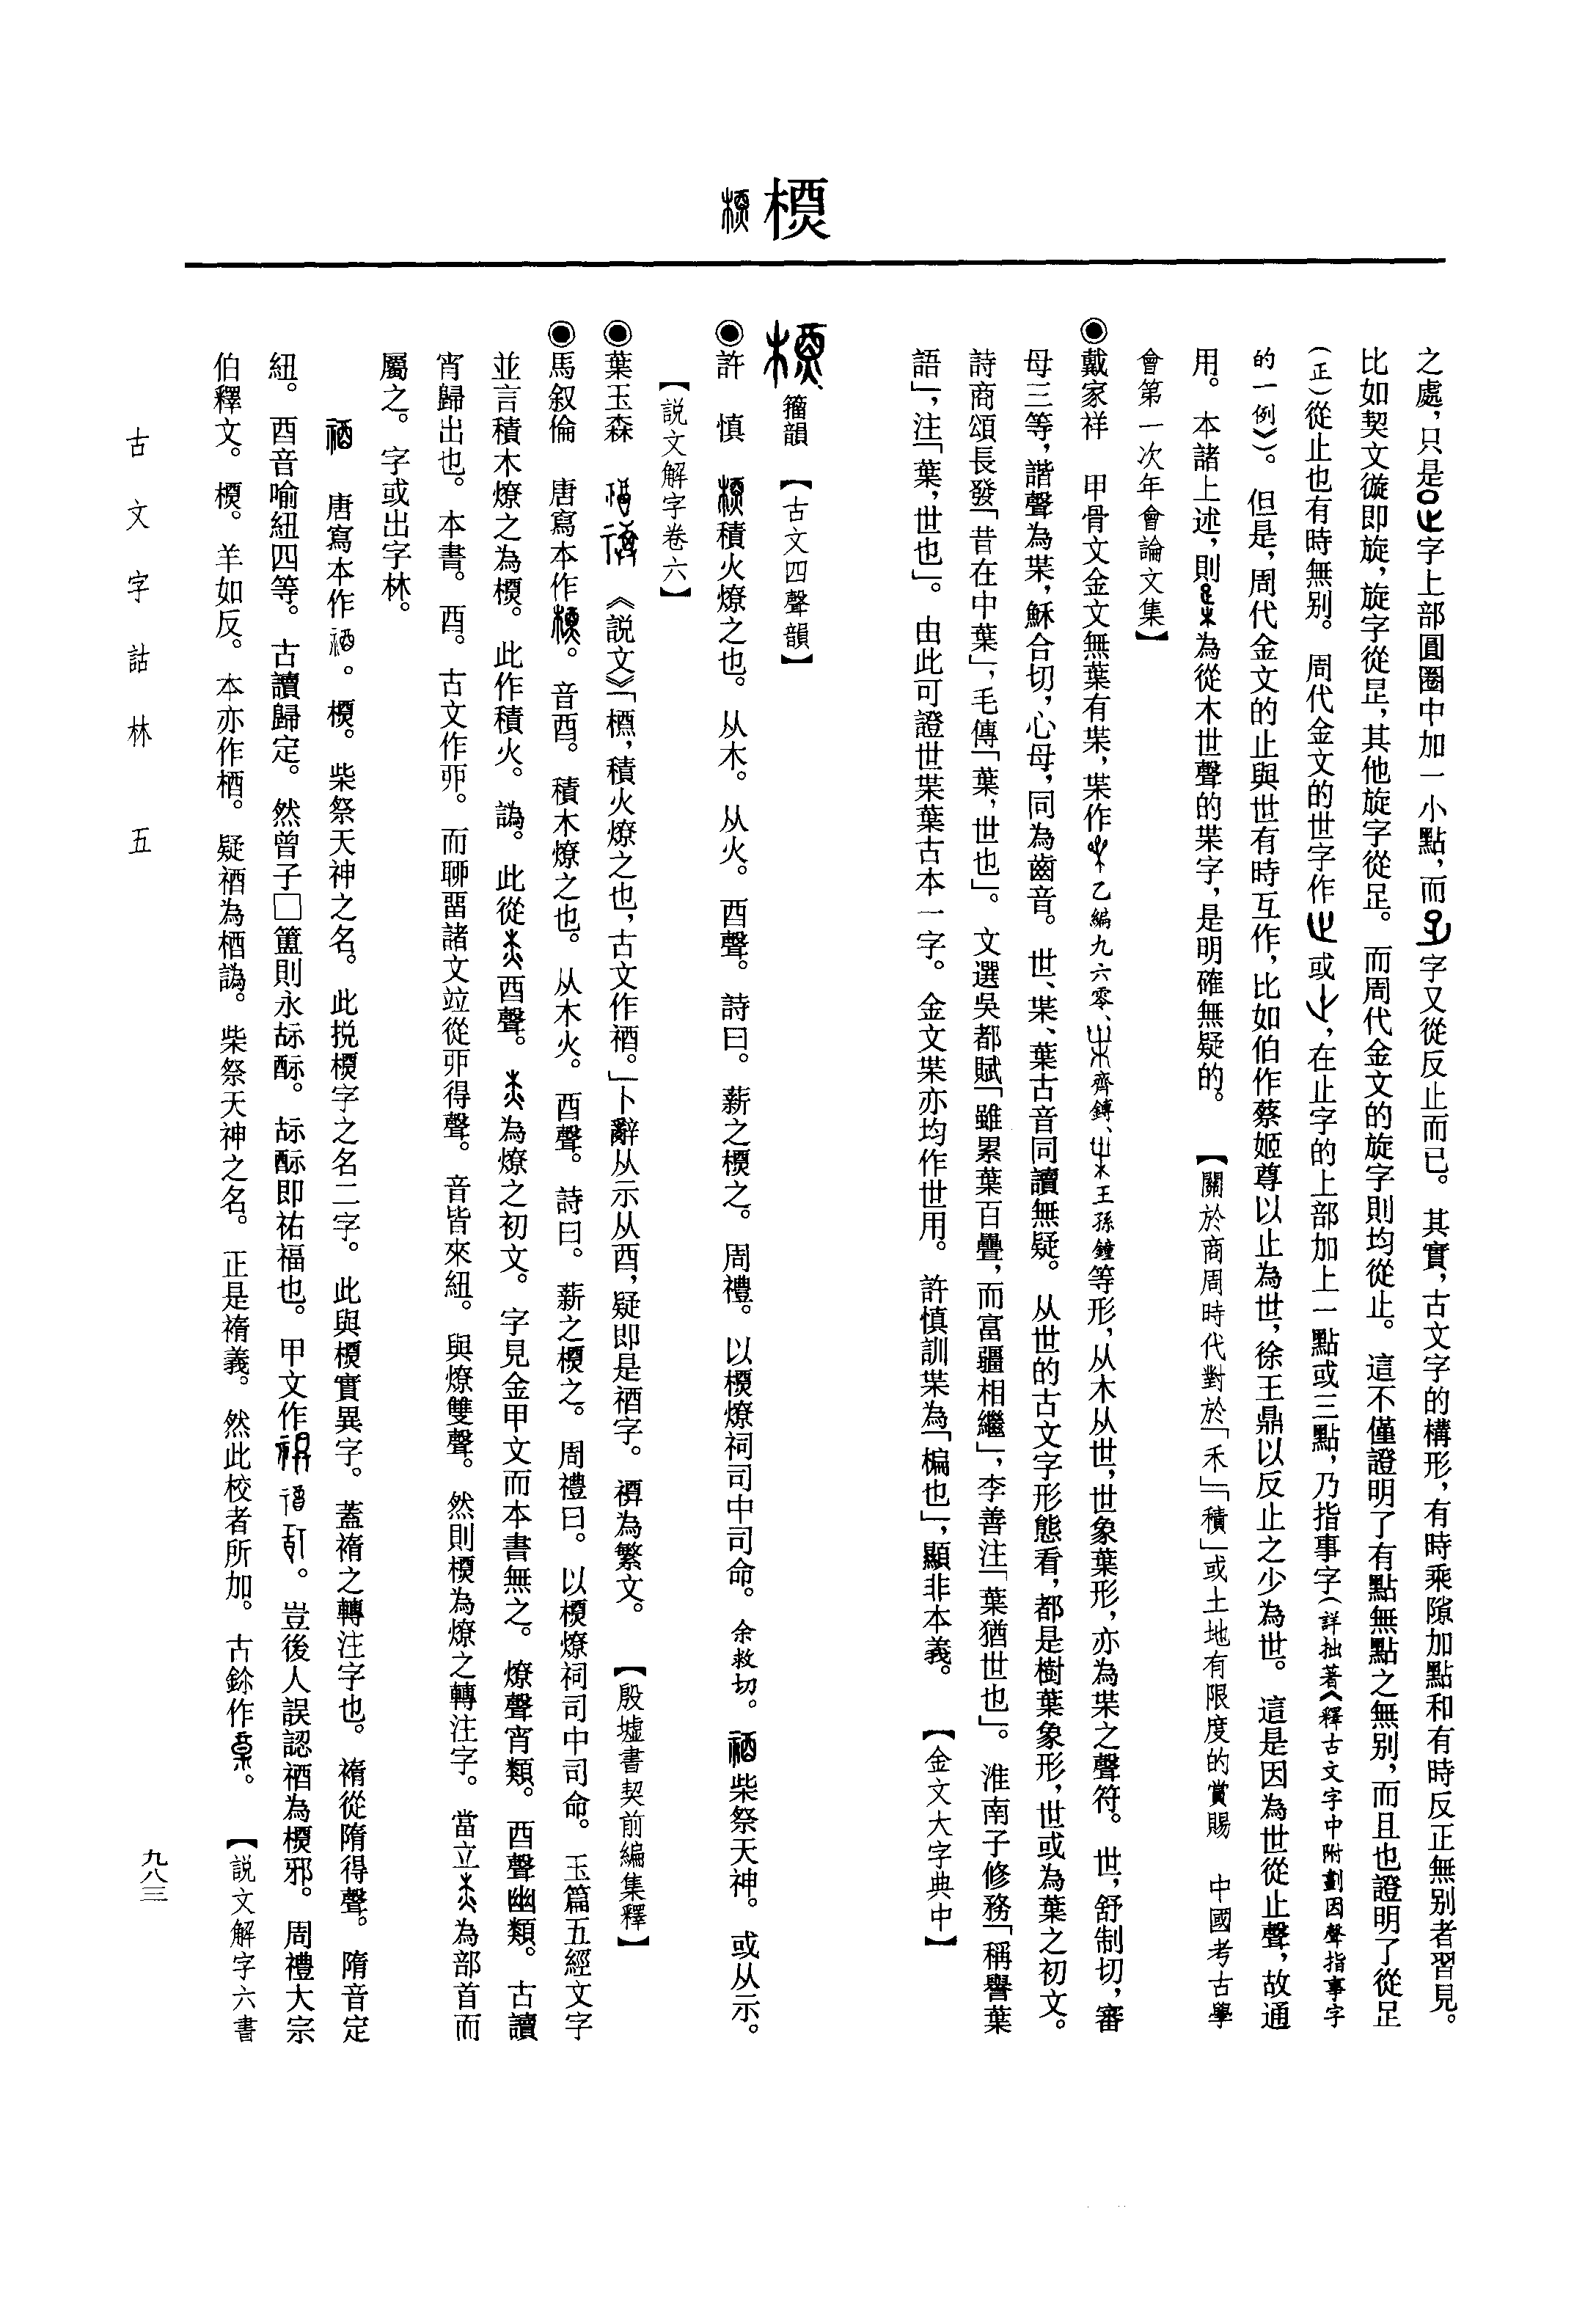 槱
之處，只是字上部圓圈中加一小點，而字又從反止而已。其實，古文字的構形，有時乘隙加點和有時反正無别者習見。
比如契文㳬即旋，旋字從疋，其他旋字從足。而周代金文的旋字則均從止。這不僅證明了有點無點之無别，而且也證明了從足
（正）從止也有時無别。周代金文的世字作或，在止字的上部加上一點或三點，乃指事字（詳拙著《釋古文字中附劃因聲指事字
的一例》）。但是，周代金文的止與世有時互作，比如伯作蔡姬尊以止為世，徐王鼎以反止之少為世。這是因為世從止聲，故通
用。本諸上述，則為從木世聲的枼字，是明確無疑的。【關於商周時代對於「禾」「積」或土地有限度的賞賜　中國考古學
會第一次年會論文集】
◉戴家祥　甲骨文金文無葉有枼，枼作乙編九六零、齊鎛、王孫鐘等形，从木从世，世象葉形，亦為枼之聲符。世，舒制切，審
母三等，諧聲為枼，穌合切，心母，同為齒音。世、枼、葉古音同讀無疑。从世的古文字形態看，都是樹葉象形，世或為葉之初文。
詩商頌長發「昔在中葉」，毛傳「葉，世也」。文選吳都賦「雖累葉百疊，而富疆相繼」，李善注「葉猶世也」。淮南子修務「稱譽葉
語」，注「葉，世也」。由此可證世枼葉古本一字。金文枼亦均作世用。許慎訓枼為「楄也」，顯非本義。【金文大字典中】
籀韻【古文四聲韻】
◉許　慎　積火燎之也。从木。从火。酉聲。詩曰。薪之槱之。周禮。以槱燎祠司中司命。余救切。柴祭天神。或从示。
【説文解字卷六】
◉葉玉森　《説文》「槱，積火燎之也，古文作禉。」卜辭从示从酉，疑即是禉字。為繁文。【殷墟書契前編集釋】
◉馬叙倫　唐寫本作。音酉。積木燎之也。从木火。酉聲。詩曰。薪之槱之。周禮曰。以槱燎祠司中司命。玉篇五經文字
並言積木燎之為槱。此作積火。譌。此從酉聲。為燎之初文。字見金甲文而本書無之。燎聲宵類。酉聲幽類。古讀
宵歸出也。本書。酉。古文作丣。而聊畱諸文竝從丣得聲。音皆來紐。與燎雙聲。然則槱為燎之轉注字。當立為部首而
屬之。字或出字林。
唐寫本作。槱。柴祭天神之名。此挩槱字之名二字。此與槱實異字。蓋䄝之轉注字也。䄝從隋得聲。隋音定
紐。酉音喻紐四等。古讀歸定。然曾子□簠則永祜福。祜福即祐福也。甲文作。豈後人誤認禉為槱邪。周禮大宗
伯釋文。槱。羊如反。本亦作栖。疑禉為栖譌。柴祭天神之名。正是䄝義。然此校者所加。古鉨作。【説文解字六書
古文字詁林　五
九八三